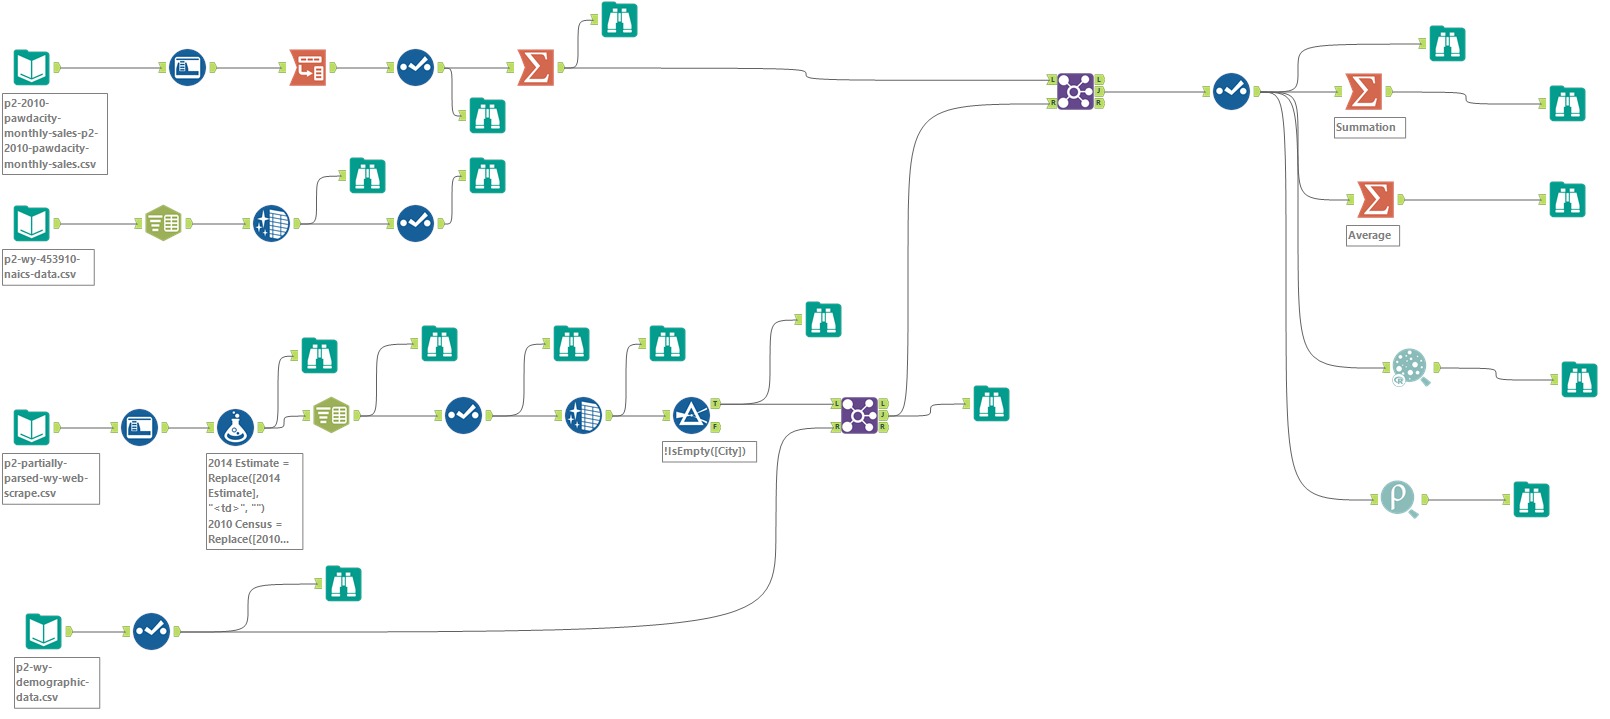 p2-2010-
pawdacity-
monthly-sales-p2-
2010-pawdacity-
monthly-sales.csv
L
R
L
J
R
Summation
Average
p2-wy-453910-
naics-data.csv
p2-partially-
parsed-wy-web-
scrape.csv
2014 Estimate =
Replace([2014
Estimate],
"<td>", "")
2010 Census =
Replace([2010...
T
F
!IsEmpty([City])
L
R
L
J
R
CR
ρ
p2-wy-
demographic-
data.csv